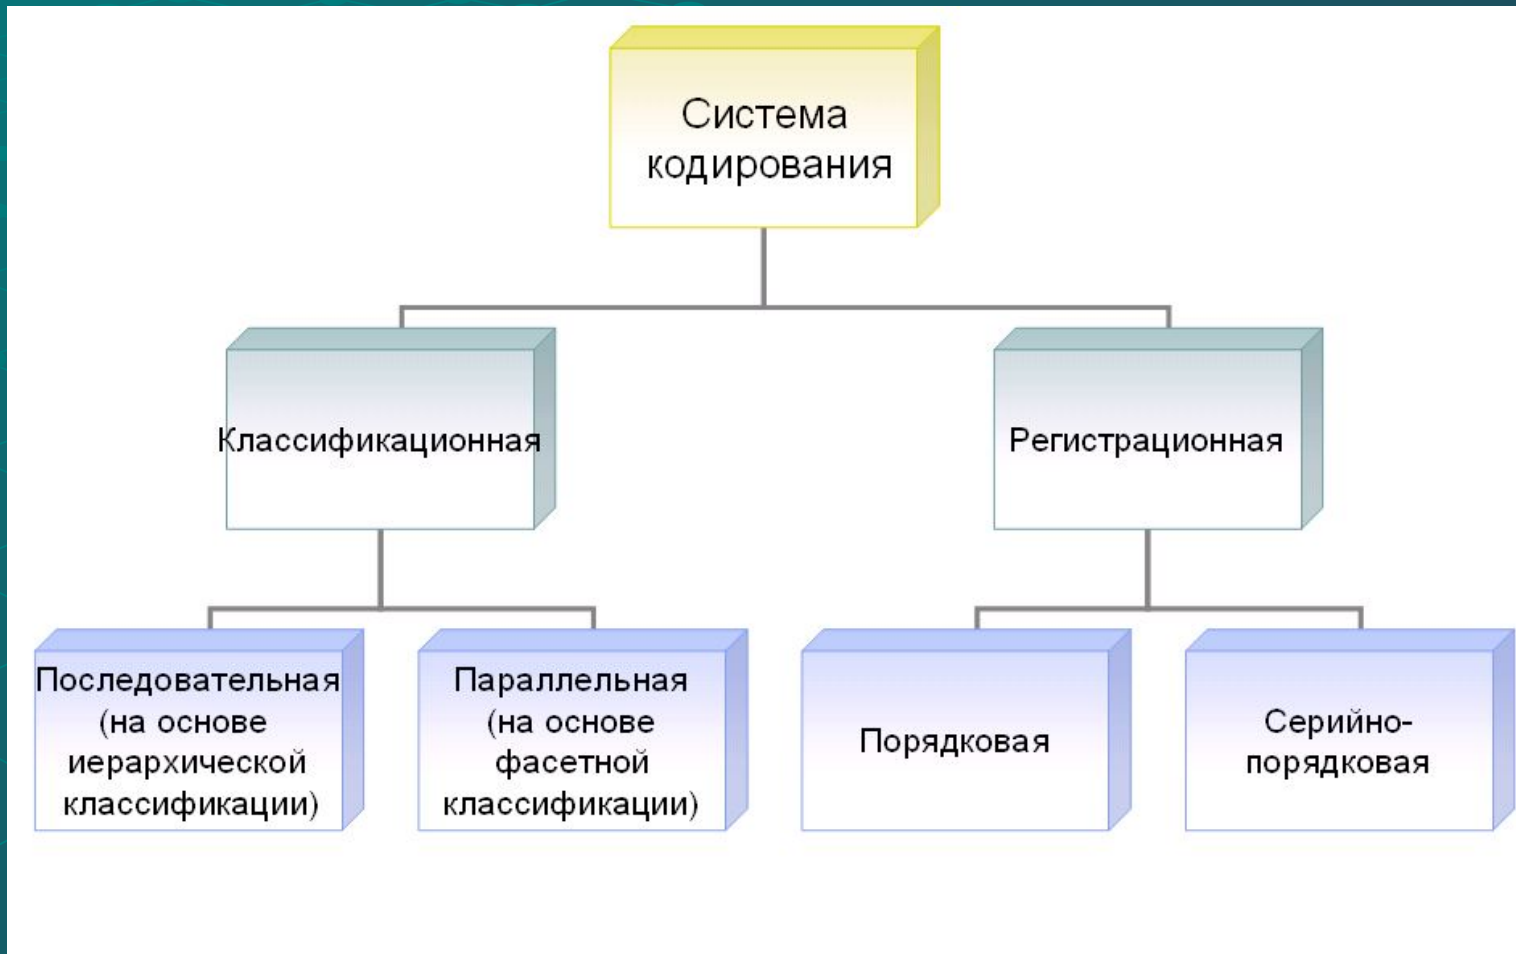 Система
кодирования
Классификационная
Регистрационная
Последовательная
(на основе
иерархической
классификации)
Параллельная
(на основе
фасетной
классификации)
Порядковая
Серийно-
порядковая